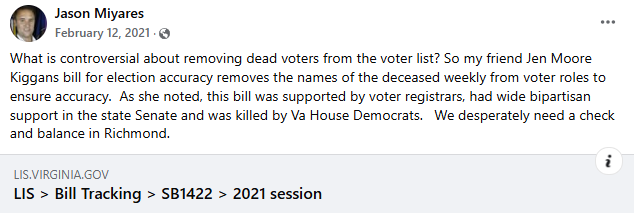 Jason Miyares
February 12, 2021 ·
What is controversial about removing dead voters from the voter list? So my friend Jen Moore
Kiggans bill for election accuracy removes the names of the deceased weekly from voter roles to
ensure accuracy.  As she noted, this bill was supported by voter registrars, had wide bipartisan
support in the state Senate and was killed by Va House Democrats.   We desperately need a check
and balance in Richmond.
LIS.VIRGINIA.GOV
LIS > Bill Tracking > SB1422 > 2021 session